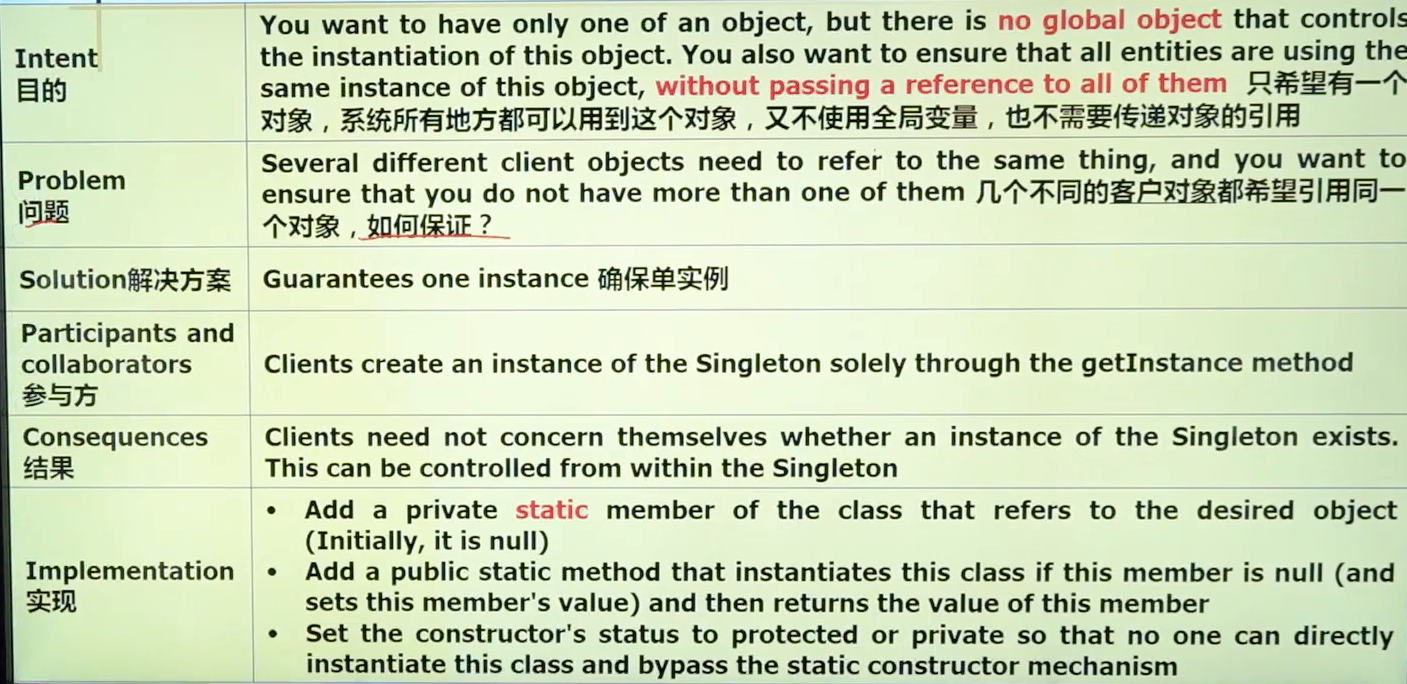 Intent
目的
You want to have only one of an object, but there is no global object that controls
the instantiation of this object. You also want to ensure that all entities are using the
same instance of this object, without passing a reference to all of them 只希望有一个
对象，系统所有地方都可以用到这个对象，又不使用全局变量，也不需要传递对象的引用
Problem
问题
Several different client objects need to refer to the same thing, and you want to
ensure that you do not have more than one of them 几个不同的客户对象都希望引用同一
个对象，如何保证？
Solution解决方案
Guarantees one instance 确保单实例
Participants and
collaborators
参与方
Clients create an instance of the Singleton solely through the getInstance method
Consequences
结果
Clients need not concern themselves whether an instance of the Singleton exists.
This can be controlled from within the Singleton
Implementation
实现
• Add a private static member of the class that refers to the desired object
(Initially, it is null)
• Add a public static method that instantiates this class if this member is null (and
sets this member's value) and then returns the value of this member
• Set the constructor's status to protected or private so that no one can directly
instantiate this class and bypass the static constructor mechanism